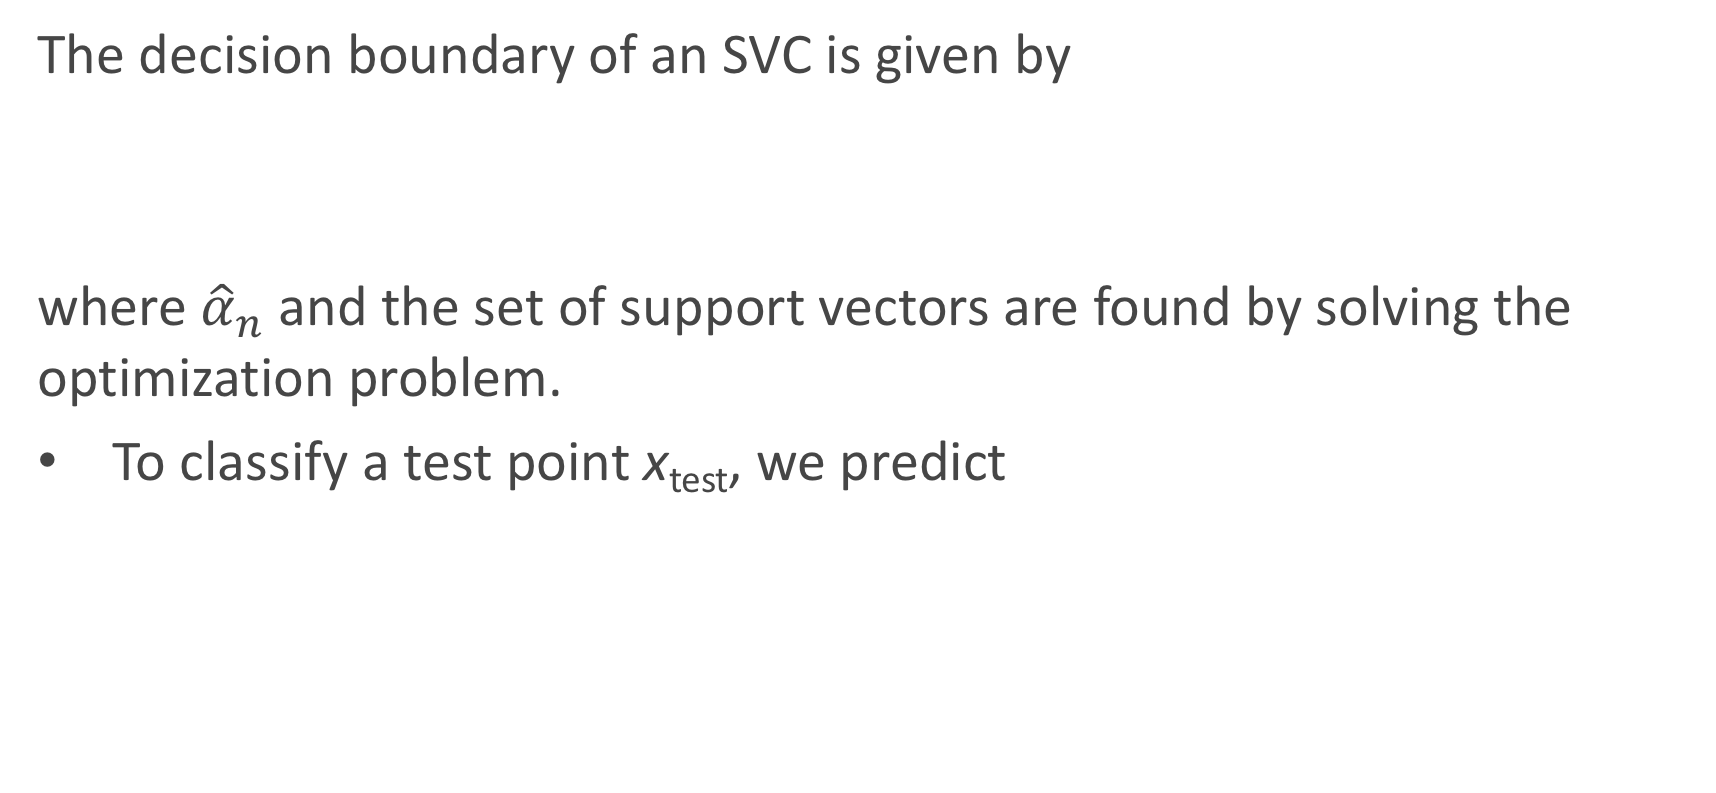 The decision boundary of an SVC is given by
where α̂ₙ and the set of support vectors are found by solving the
optimization problem.
• To classify a test point x_test, we predict